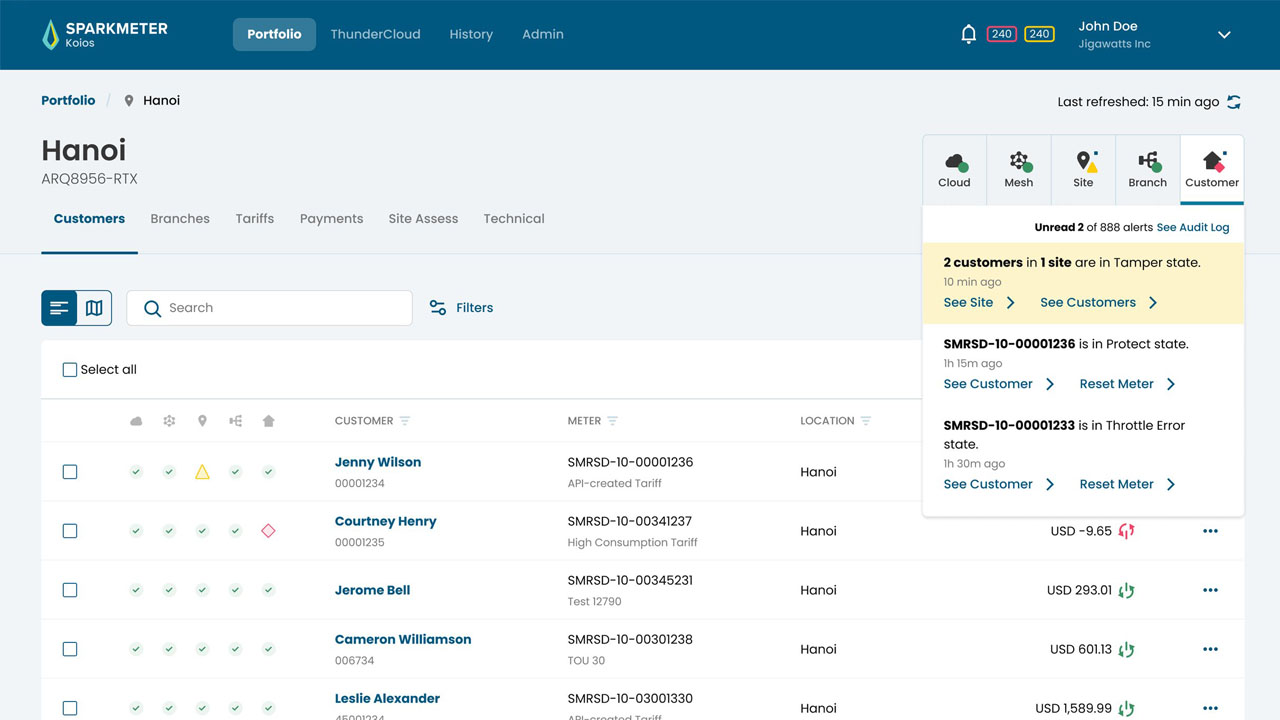 SPARKMETER
Koios
Portfolio
ThunderCloud
History
Admin
240
240
John Doe
Jigawatts Inc
Portfolio / Hanoi
Last refreshed: 15 min ago
Hanoi
ARQ8956-RTX
Cloud
Mesh
Site
Branch
Customer
Customers
Branches
Tariffs
Payments
Site Assess
Technical
Unread 2 of 888 alerts See Audit Log
2 customers in 1 site are in Tamper state.
10 min ago
See Site
See Customers
SMRSD-10-00001236 is in Protect state.
1h 15m ago
See Customer
Reset Meter
SMRSD-10-00001233 is in Throttle Error
state.
1h 30m ago
See Customer
Reset Meter
Search
Filters
Select all
CUSTOMER
METER
LOCATION
Jenny Wilson
00001234
SMRSD-10-00001236
API-created Tariff
Hanoi
Courtney Henry
00001235
SMRSD-10-00341237
High Consumption Tariff
Hanoi
USD -9.65
Jerome Bell
SMRSD-10-00345231
Test 12790
Hanoi
USD 293.01
Cameron Williamson
006734
SMRSD-10-00301238
TOU 30
Hanoi
USD 601.13
Leslie Alexander
45001234
SMRSD-10-03001330
API-created Tariff
Hanoi
USD 1,589.99